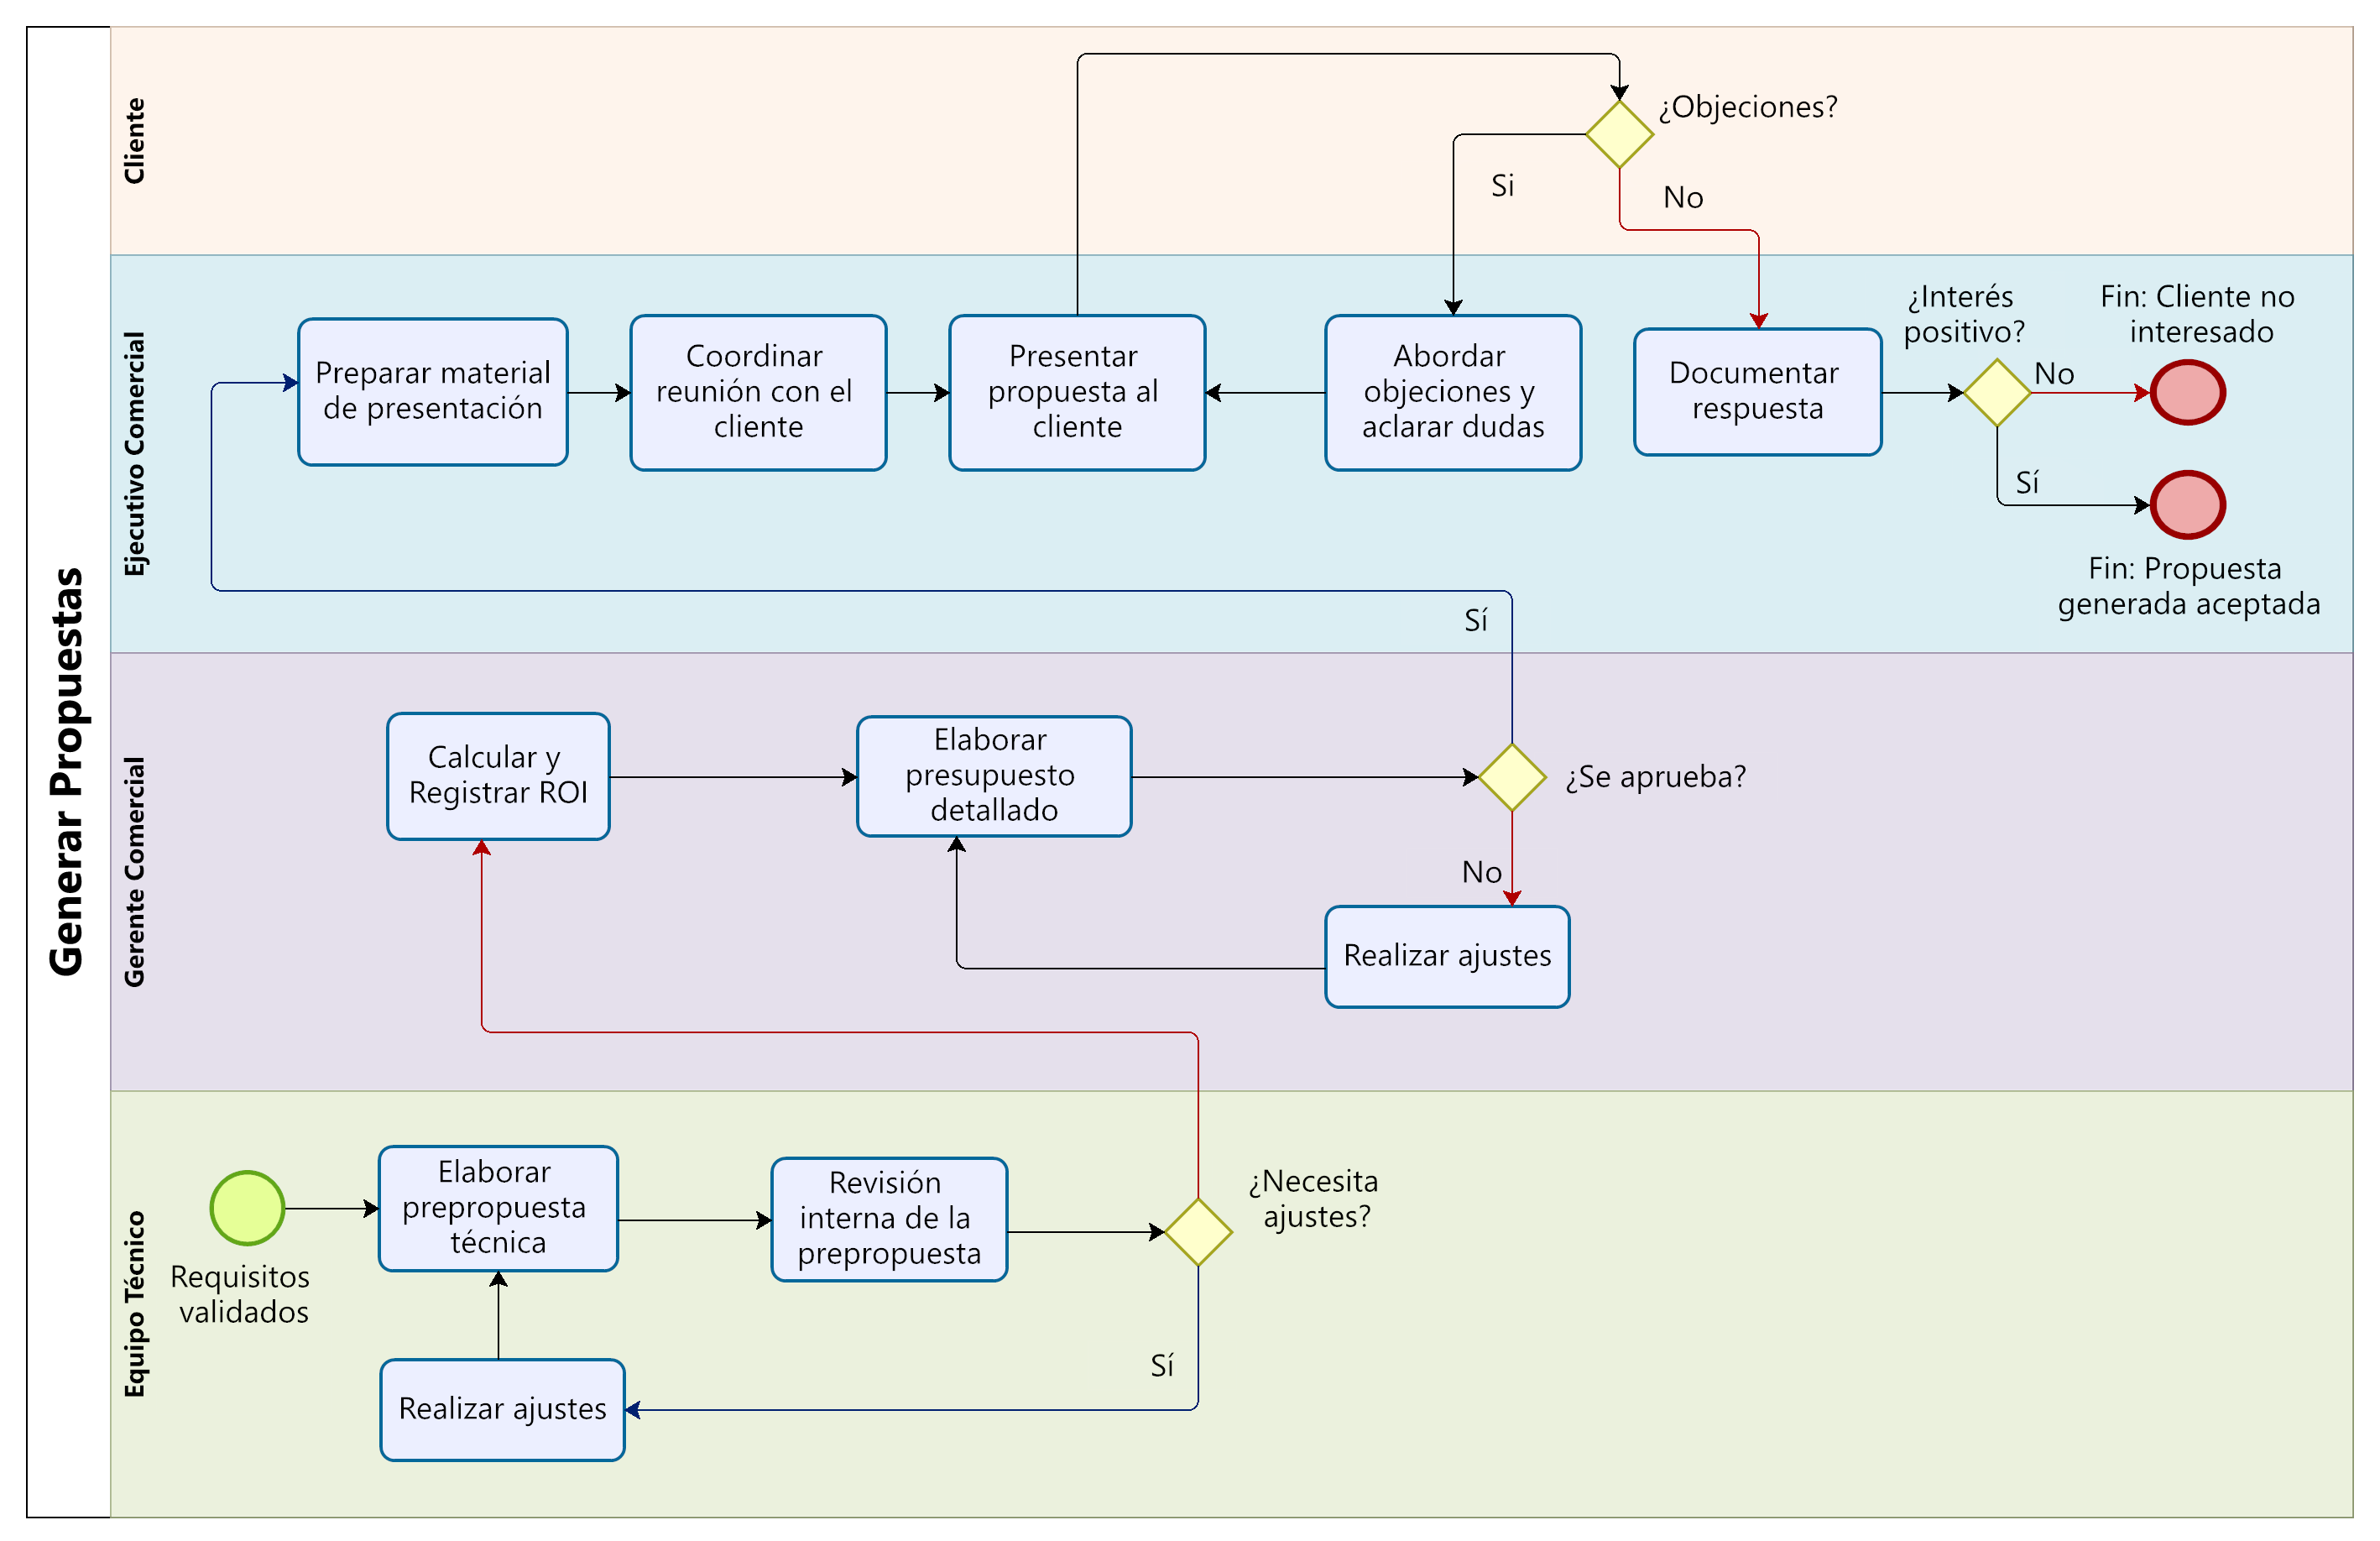 Generar Propuestas
Cliente
¿Objeciones?
Si
No
Ejecutivo Comercial
Preparar material
de presentación
Coordinar
reunión con el
cliente
Presentar
propuesta al
cliente
Abordar
objeciones y
aclarar dudas
Documentar
respuesta
¿Interés
positivo?
No
Sí
Fin: Cliente no
interesado
Fin: Propuesta
generada aceptada
Sí
Gerente Comercial
Calcular y
Registrar ROI
Elaborar
presupuesto
detallado
¿Se aprueba?
No
Realizar ajustes
Equipo Técnico
Requisitos
validados
Elaborar
prepropuesta
técnica
Revisión
interna de la
prepropuesta
¿Necesita
ajustes?
Sí
Realizar ajustes